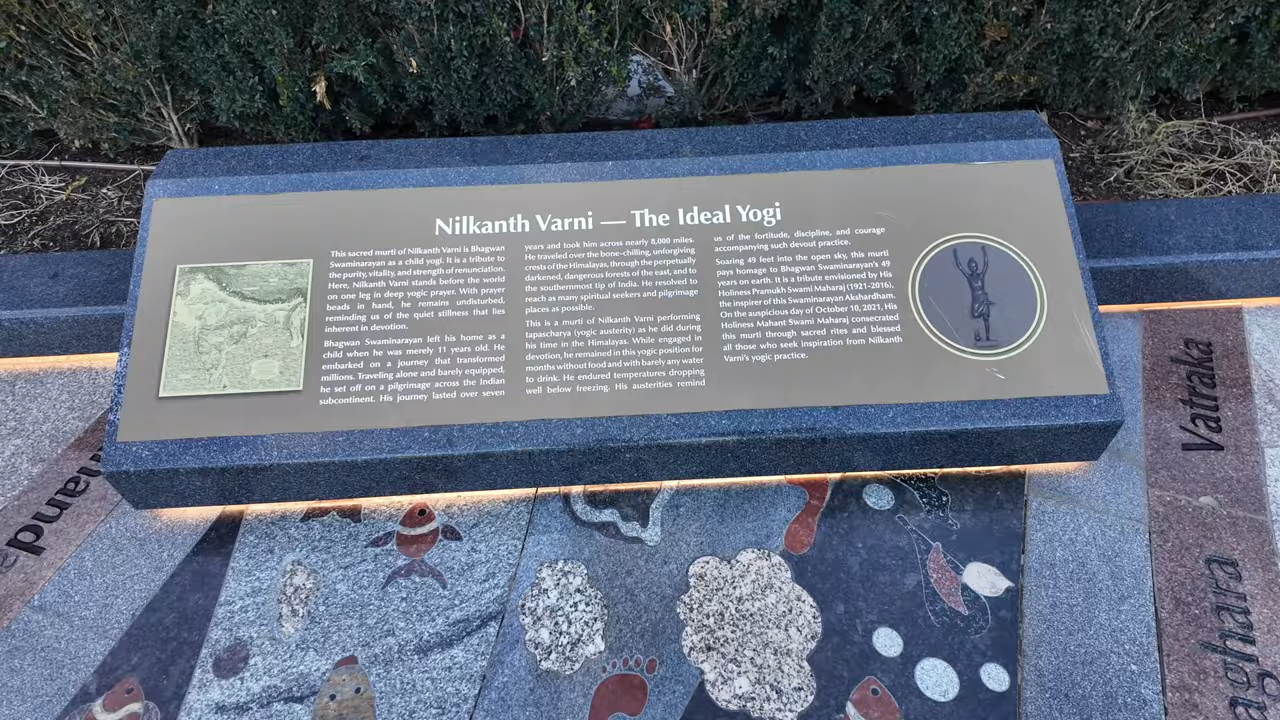 Nilkanth Varni — The Ideal Yogi
This sacred murti of Nilkanth Varni is Bhagwan
Swaminarayan as a child yogi. It is a tribute to
the purity, vitality, and strength of renunciation.
Here, Nilkanth Varni stands before the world
on one leg in deep yogic prayer. With prayer
beads in hand, he remains undisturbed,
reminding us of the quiet stillness that lies
inherent in devotion.
Bhagwan Swaminarayan left his home as a
child when he was merely 11 years old. He
embarked on a journey that transformed
millions. Traveling alone and barely equipped,
he set off on a pilgrimage across the Indian
subcontinent. His journey lasted over seven
years and took him across nearly 8,000 miles.
He traveled over the bone-chilling, unforgiving
crests of the Himalayas, through the perpetually
darkened, dangerous forests of the east, and to
the southernmost tip of India. He resolved to
reach as many spiritual seekers and pilgrimage
places as possible.
This is a murti of Nilkanth Varni performing
tapascharya (yogic austerity) as he did during
his time in the Himalayas. While engaged in
devotion, he remained in this yogic position for
months without food and with barely any water
to drink. He endured temperatures dropping
well below freezing. His austerities remind
us of the fortitude, discipline, and courage
accompanying such devout practice.
Soaring 49 feet into the open sky, this murti
pays homage to Bhagwan Swaminarayan's 49
years on earth. It is a tribute envisioned by His
Holiness Pramukh Swami Maharaj (1921-2016),
the inspirer of this Swaminarayan Akshardham.
On the auspicious day of October 10, 2021, His
Holiness Mahant Swami Maharaj consecrated
this murti through sacred rites and blessed
all those who seek inspiration from Nilkanth
Varni's yogic practice.
Vatraka